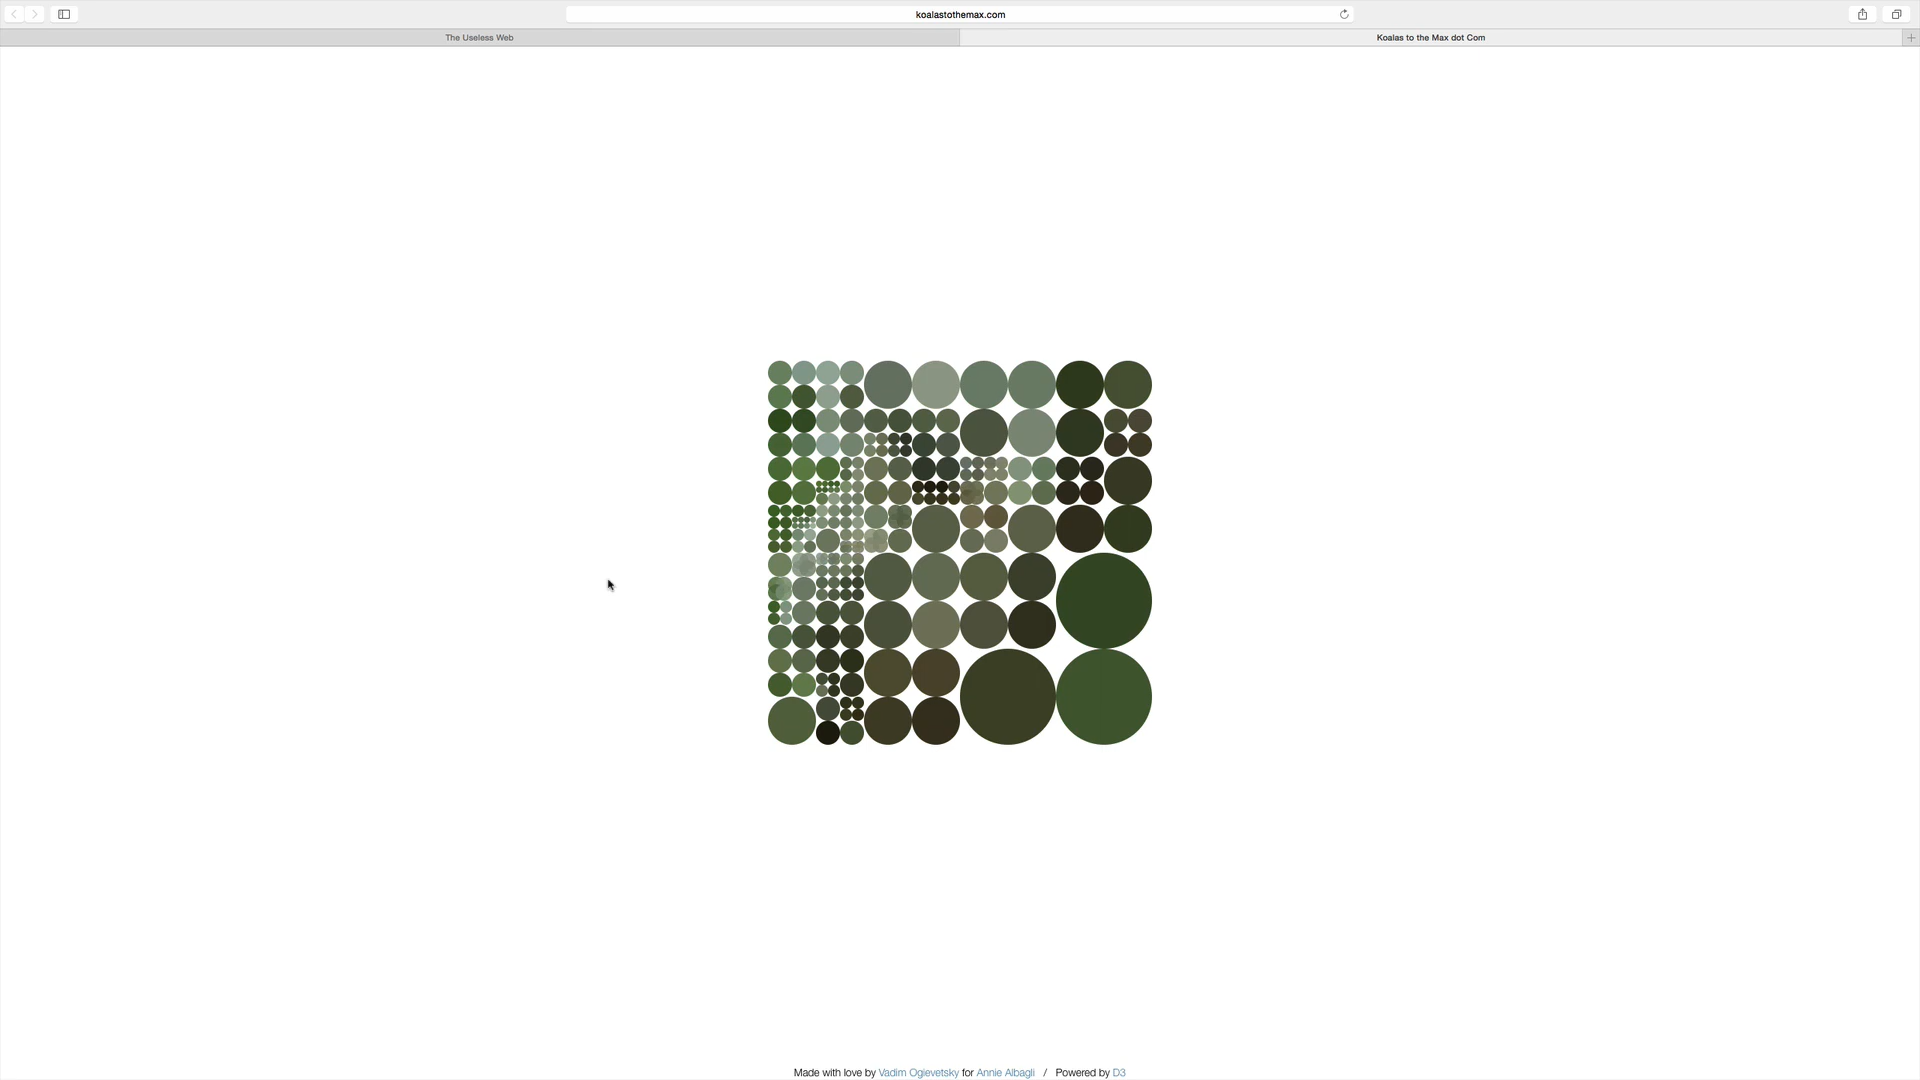 koalastothemax.com
The Useless Web
Koalas to the Max dot Com
Made with love by Vadim Ogievetsky for Annie Albagli / Powered by D3